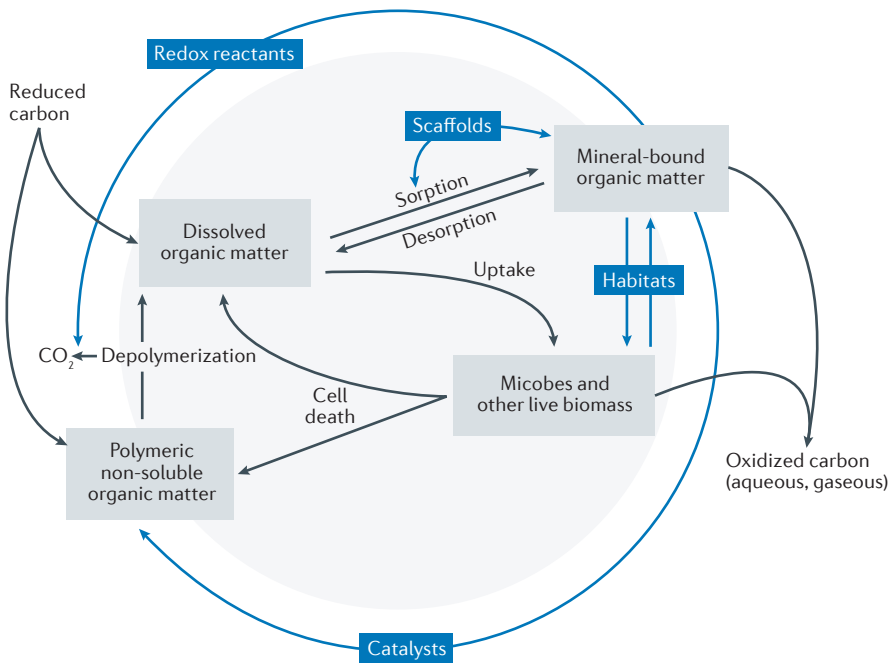 Redox reactants
Reduced
carbon
Scaffolds
Mineral-bound
organic matter
Sorption
Desorption
Dissolved
organic matter
Uptake
Habitats
CO₂
Depolymerization
Cell
death
Micobes and
other live biomass
Polymeric
non-soluble
organic matter
Oxidized carbon
(aqueous, gaseous)
Catalysts